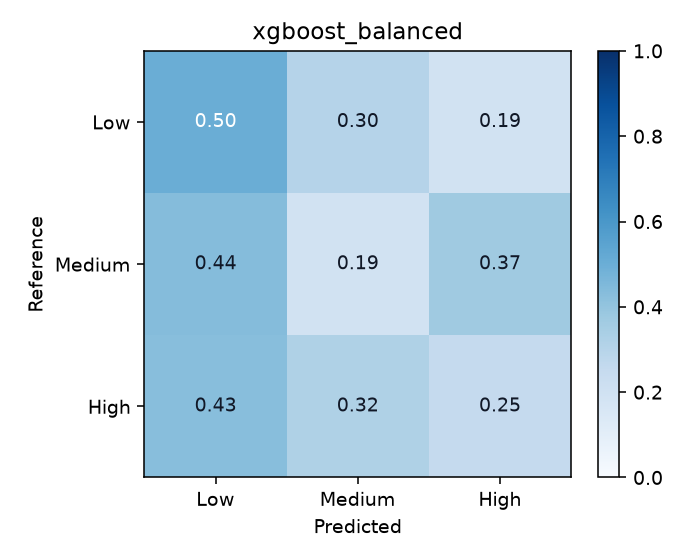 xgboost_balanced
Reference
Low
0.50
0.30
0.19
Medium
0.44
0.19
0.37
High
0.43
0.32
0.25
Low
Medium
High
Predicted
1.0
0.8
0.6
0.4
0.2
0.0